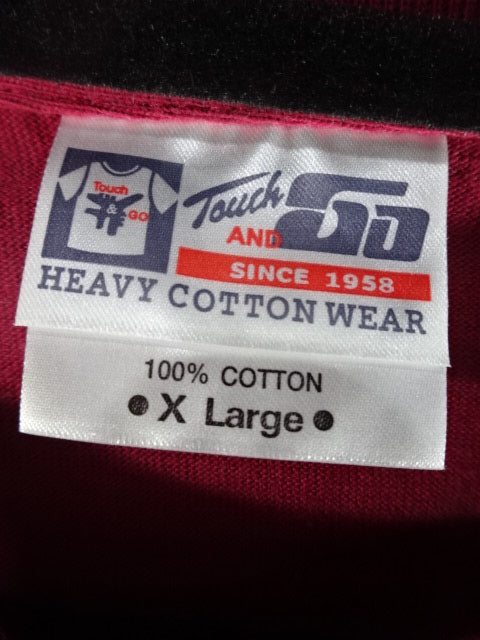 Touch
& GO
Touch
AND GO
SINCE 1958
HEAVY COTTON WEAR
100% COTTON
● X Large ●